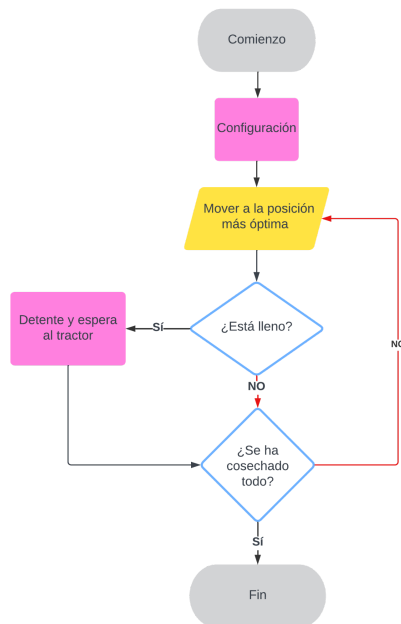 Comienzo
Configuración
Mover a la posición
más óptima
¿Está lleno?
Sí
Detente y espera
al tractor
NO
NO
¿Se ha
cosechado
todo?
Sí
Fin